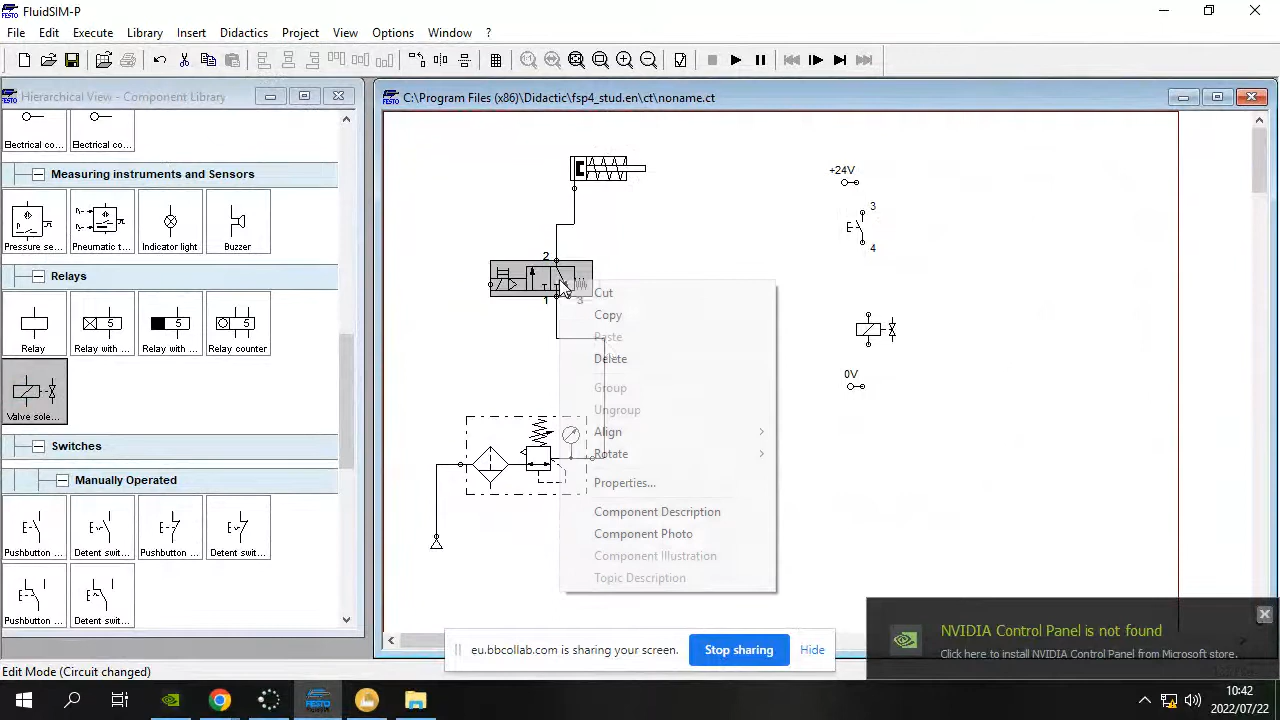 FluidSIM-P
File Edit Execute Library Insert Didactics Project View Options Window ?
Hierarchical View - Component Library
Electrical co... Electrical co...
Measuring instruments and Sensors
Pressure se... Pneumatic t... Indicator light Buzzer
Relays
5 5 5
Relay Relay with ... Relay with ... Relay counter
Valve sole...
Switches
Manually Operated
Pushbutton ... Detent swit... Pushbutton ... Detent swit...
Pushbutton ... Detent swit...
C:\Program Files (x86)\Didactic\fsp4_stud.en\ct\noname.ct
+24V
3
4
2
1 3
0V
Cut
Copy
Paste
Delete
Group
Ungroup
Align
Rotate
Properties...
Component Description
Component Photo
Component Illustration
Topic Description
NVIDIA Control Panel is not found
Click here to install NVIDIA Control Panel from Microsoft store.
eu.bbcollab.com is sharing your screen. Stop sharing Hide
Edit Mode (Circuit changed)
FESTO
10:42
2022/07/22